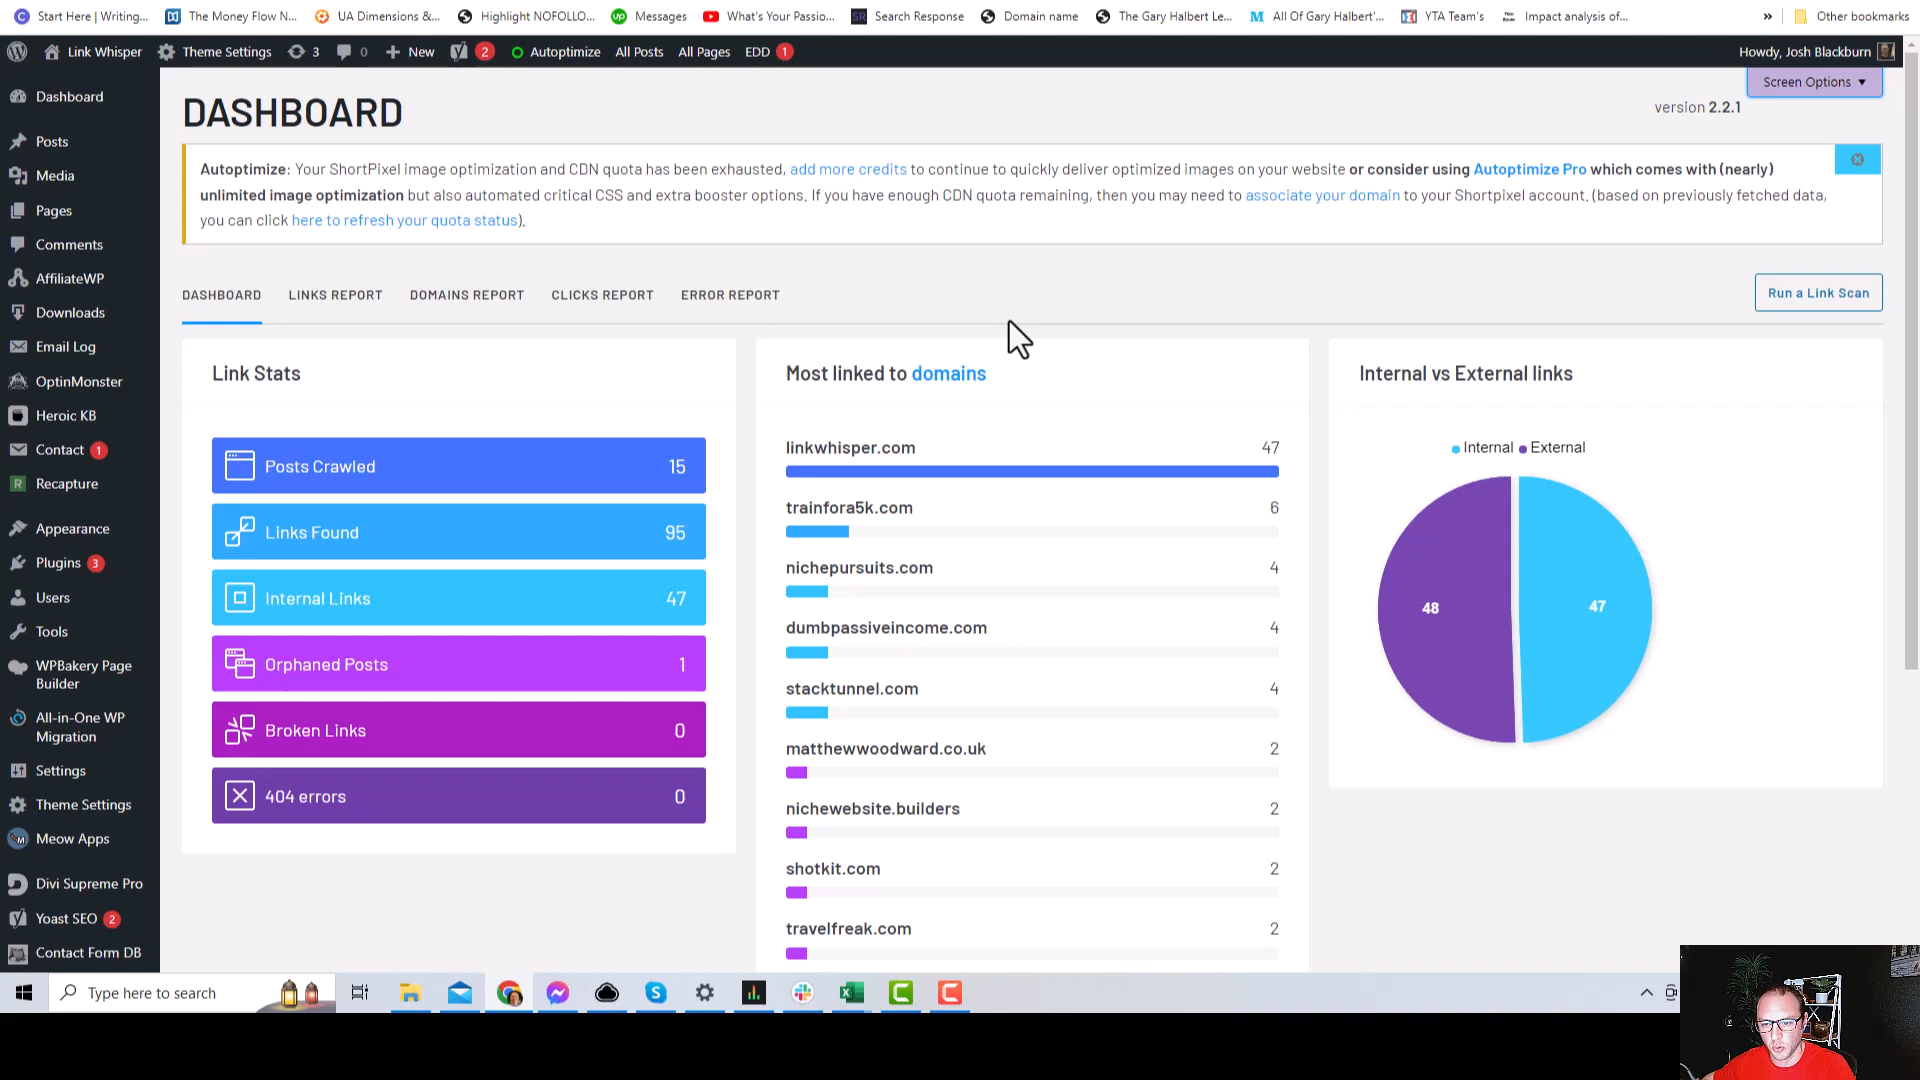 Start Here | Writing...
The Money Flow N...
UA Dimensions &...
Highlight NOFOLLO...
Messages
What's Your Passio...
Search Response
Domain name
The Gary Halbert Le...
All Of Gary Halbert'...
YTA Team's
Impact analysis of...
»
Other bookmarks
Link Whisper
Theme Settings
3
0
New
2
Autoptimize
All Posts
All Pages
EDD 1
Howdy, Josh Blackburn
Screen Options
Dashboard
Posts
Media
Pages
Comments
AffiliateWP
Downloads
Email Log
OptinMonster
Heroic KB
Contact 1
Recapture
Appearance
Plugins 3
Users
Tools
WPBakery Page
Builder
All-in-One WP
Migration
Settings
Theme Settings
Meow Apps
Divi Supreme Pro
Yoast SEO 2
Contact Form DB
DASHBOARD
version 2.2.1
Autoptimize: Your ShortPixel image optimization and CDN quota has been exhausted, add more credits to continue to quickly deliver optimized images on your website or consider using Autoptimize Pro which comes with (nearly)
unlimited image optimization but also automated critical CSS and extra booster options. If you have enough CDN quota remaining, then you may need to associate your domain to your Shortpixel account. (based on previously fetched data,
you can click here to refresh your quota status).
DASHBOARD
LINKS REPORT
DOMAINS REPORT
CLICKS REPORT
ERROR REPORT
Run a Link Scan
Link Stats
Posts Crawled 15
Links Found 95
Internal Links 47
Orphaned Posts 1
Broken Links 0
404 errors 0
Most linked to domains
linkwhisper.com 47
trainfora5k.com 6
nichepursuits.com 4
dumbpassiveincome.com 4
stacktunnel.com 4
matthewwoodward.co.uk 2
nichewebsite.builders 2
shotkit.com 2
travelfreak.com 2
Internal vs External links
Internal External
48
47
Type here to search